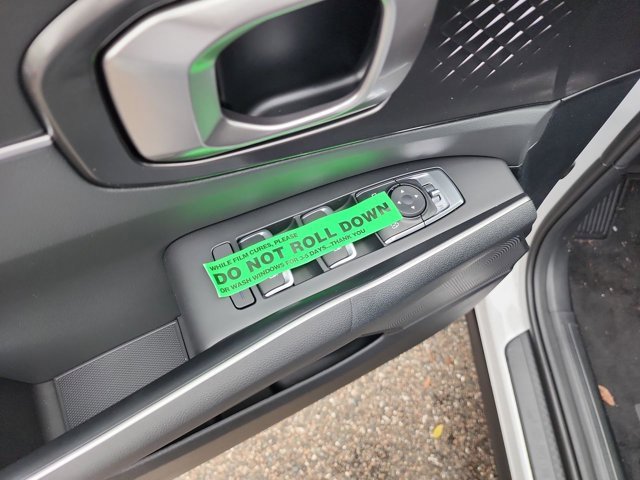 WHILE FILM CURES, PLEASE
DO NOT ROLL DOWN
OR WASH WINDOWS FOR 3-5 DAYS...THANK YOU